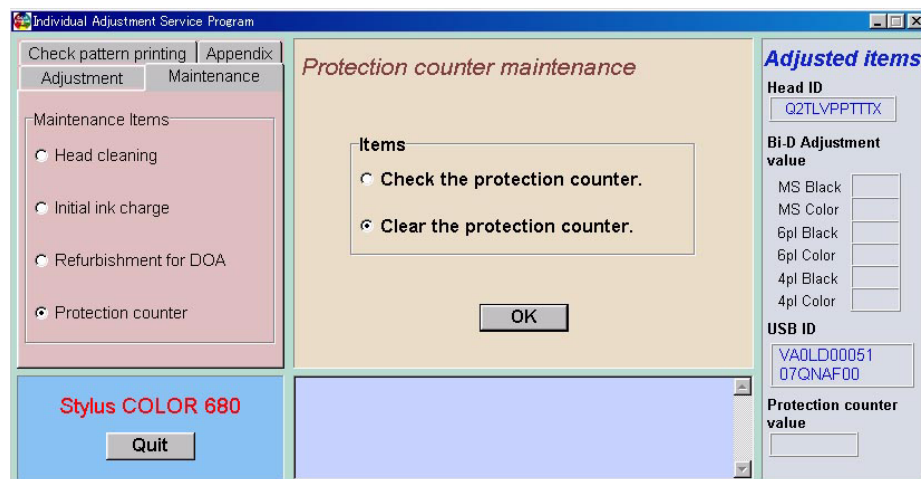 Individual Adjustment Service Program
Check pattern printing
Appendix
Adjustment
Maintenance
Maintenance Items
Head cleaning
Initial ink charge
Refurbishment for DOA
Protection counter
Stylus COLOR 680
Quit
Protection counter maintenance
Items
Check the protection counter.
Clear the protection counter.
OK
Adjusted items
Head ID
Q2TLVPPTTTX
Bi-D Adjustment
value
MS Black
MS Color
6pl Black
6pl Color
4pl Black
4pl Color
USB ID
VA0LD00051
07QNAF00
Protection counter
value